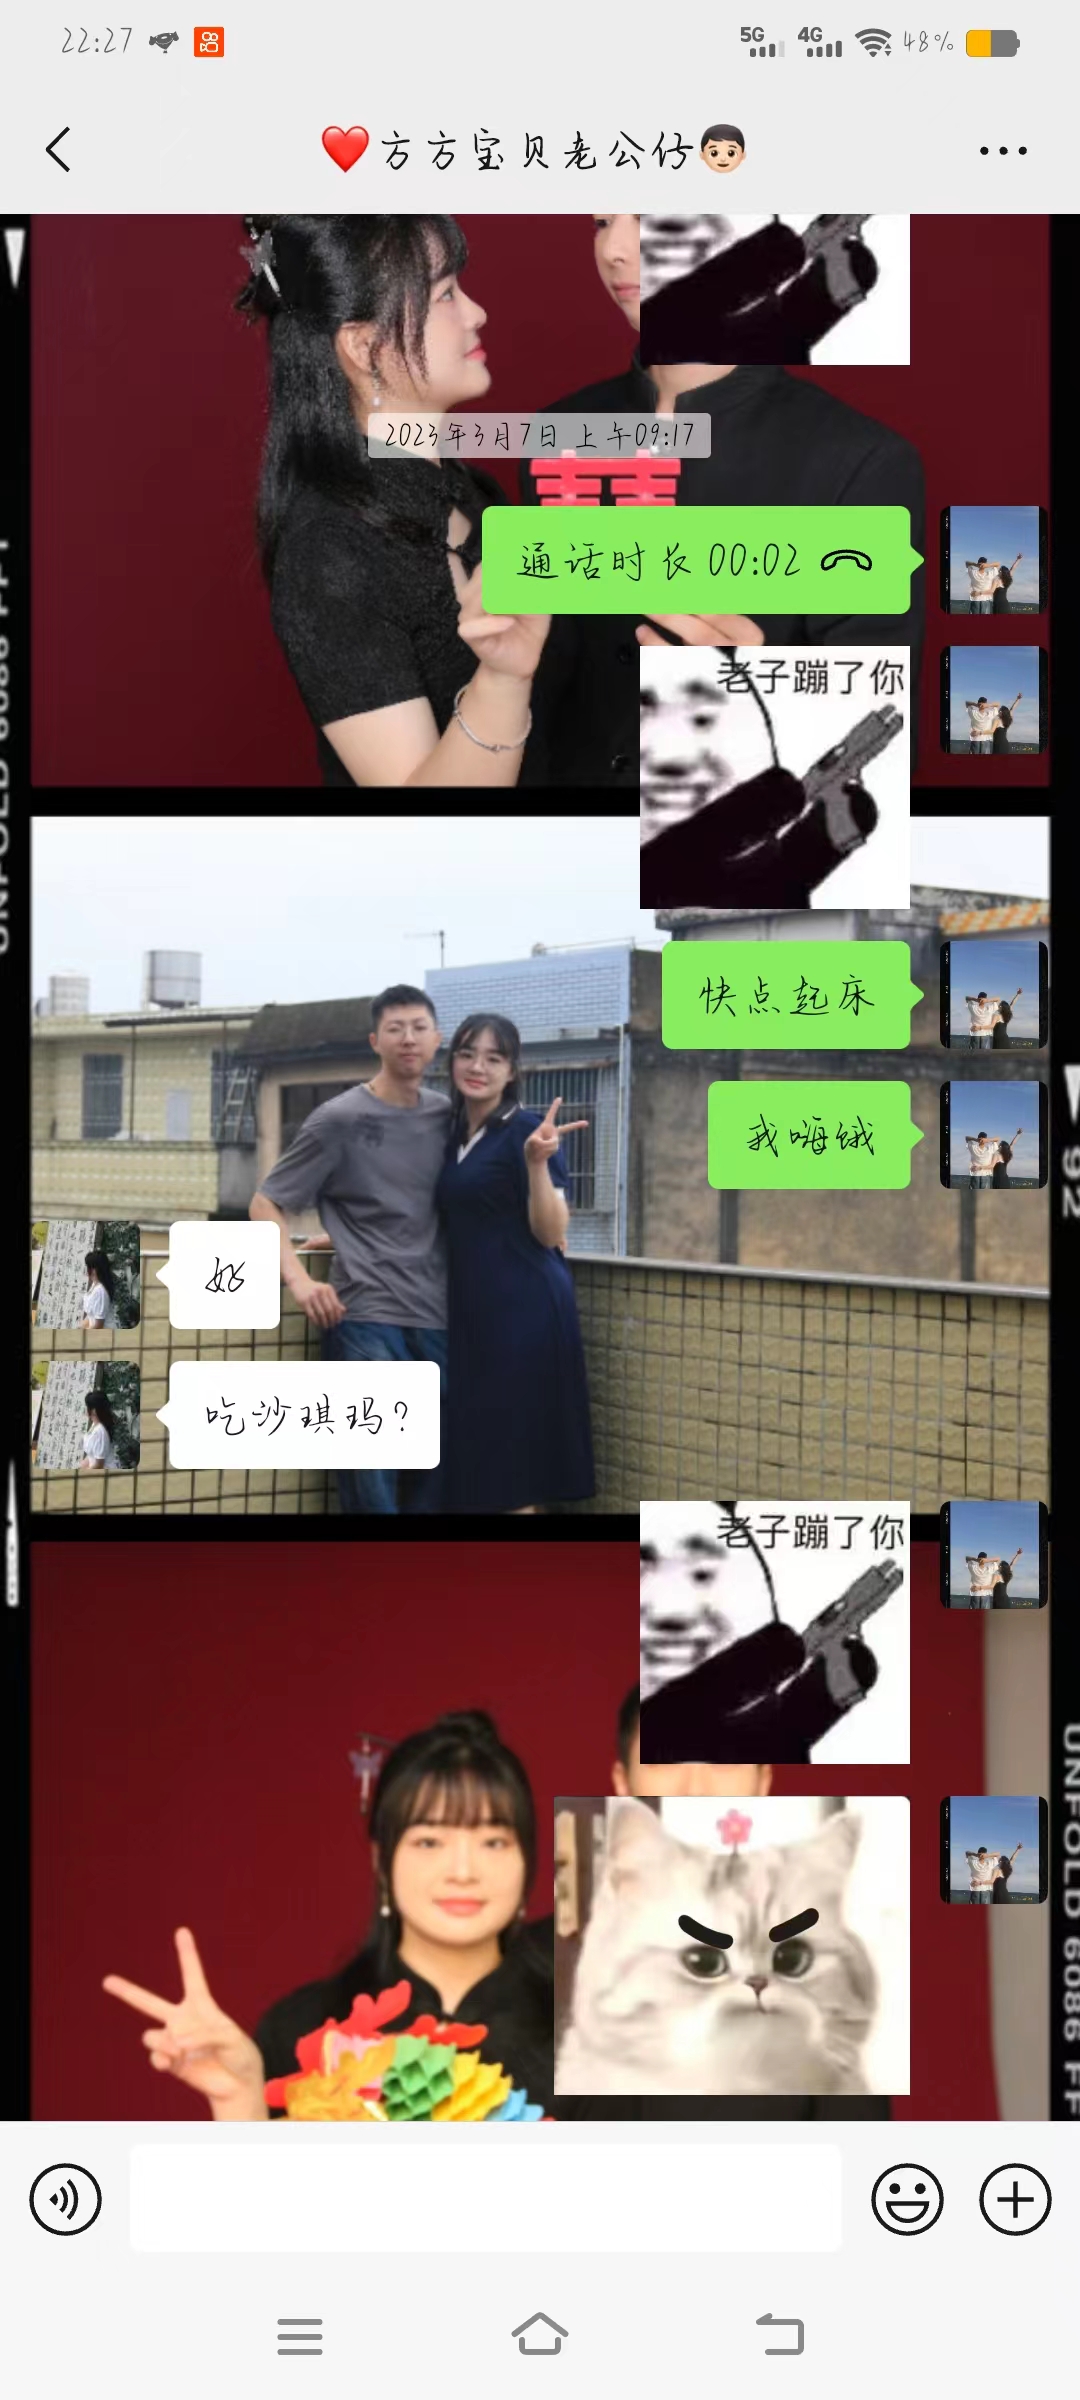 22:27
5G 4G 48%
❤️方方宝贝老公仔👦🏻
2023年3月7日 上午09:17
通话时长 00:02
老子蹦了你
快点起床
我嗨饿
好
吃沙琪玛?
老子蹦了你
UNFOLD 6086 FF
92
UNFOLD 6086 FF